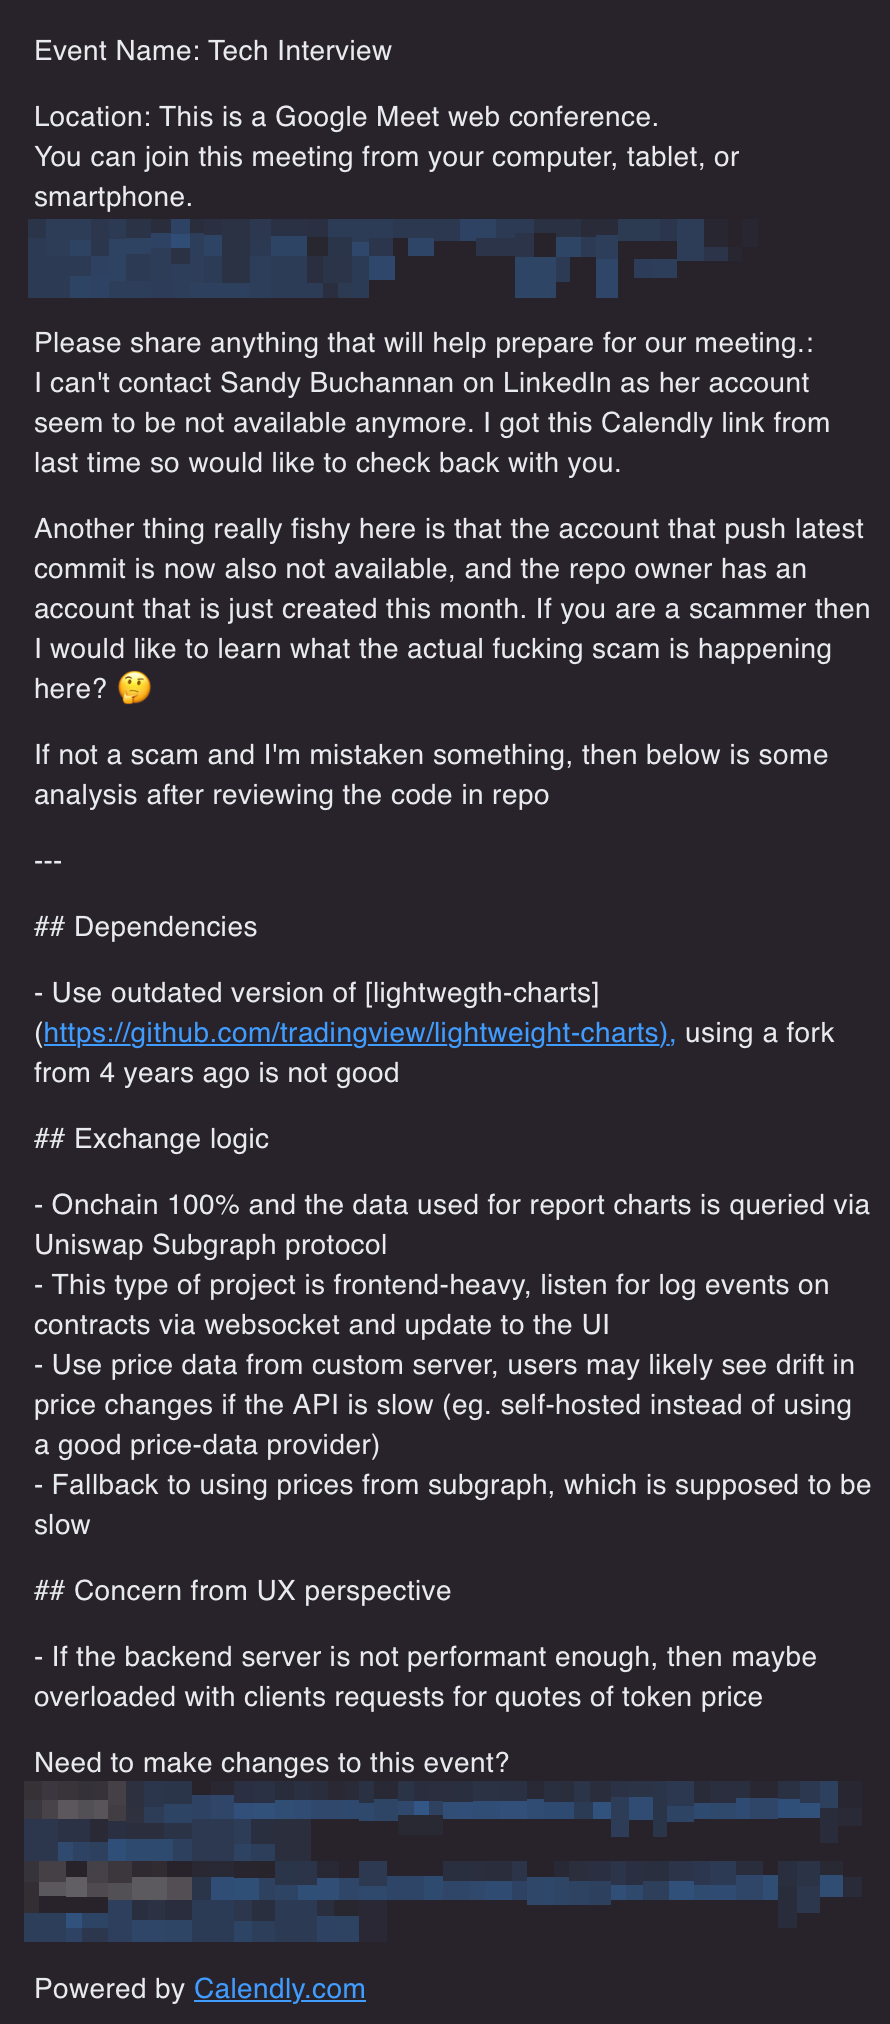 Event Name: Tech Interview
Location: This is a Google Meet web conference.
You can join this meeting from your computer, tablet, or
smartphone.
Please share anything that will help prepare for our meeting.:
I can't contact Sandy Buchannan on LinkedIn as her account
seem to be not available anymore. I got this Calendly link from
last time so would like to check back with you.
Another thing really fishy here is that the account that push latest
commit is now also not available, and the repo owner has an
account that is just created this month. If you are a scammer then
I would like to learn what the actual fucking scam is happening
here? 🤔
If not a scam and I'm mistaken something, then below is some
analysis after reviewing the code in repo
---
## Dependencies
- Use outdated version of [lightwegth-charts]
(https://github.com/tradingview/lightweight-charts), using a fork
from 4 years ago is not good
## Exchange logic
- Onchain 100% and the data used for report charts is queried via
Uniswap Subgraph protocol
- This type of project is frontend-heavy, listen for log events on
contracts via websocket and update to the UI
- Use price data from custom server, users may likely see drift in
price changes if the API is slow (eg. self-hosted instead of using
a good price-data provider)
- Fallback to using prices from subgraph, which is supposed to be
slow
## Concern from UX perspective
- If the backend server is not performant enough, then maybe
overloaded with clients requests for quotes of token price
Need to make changes to this event?
Powered by Calendly.com